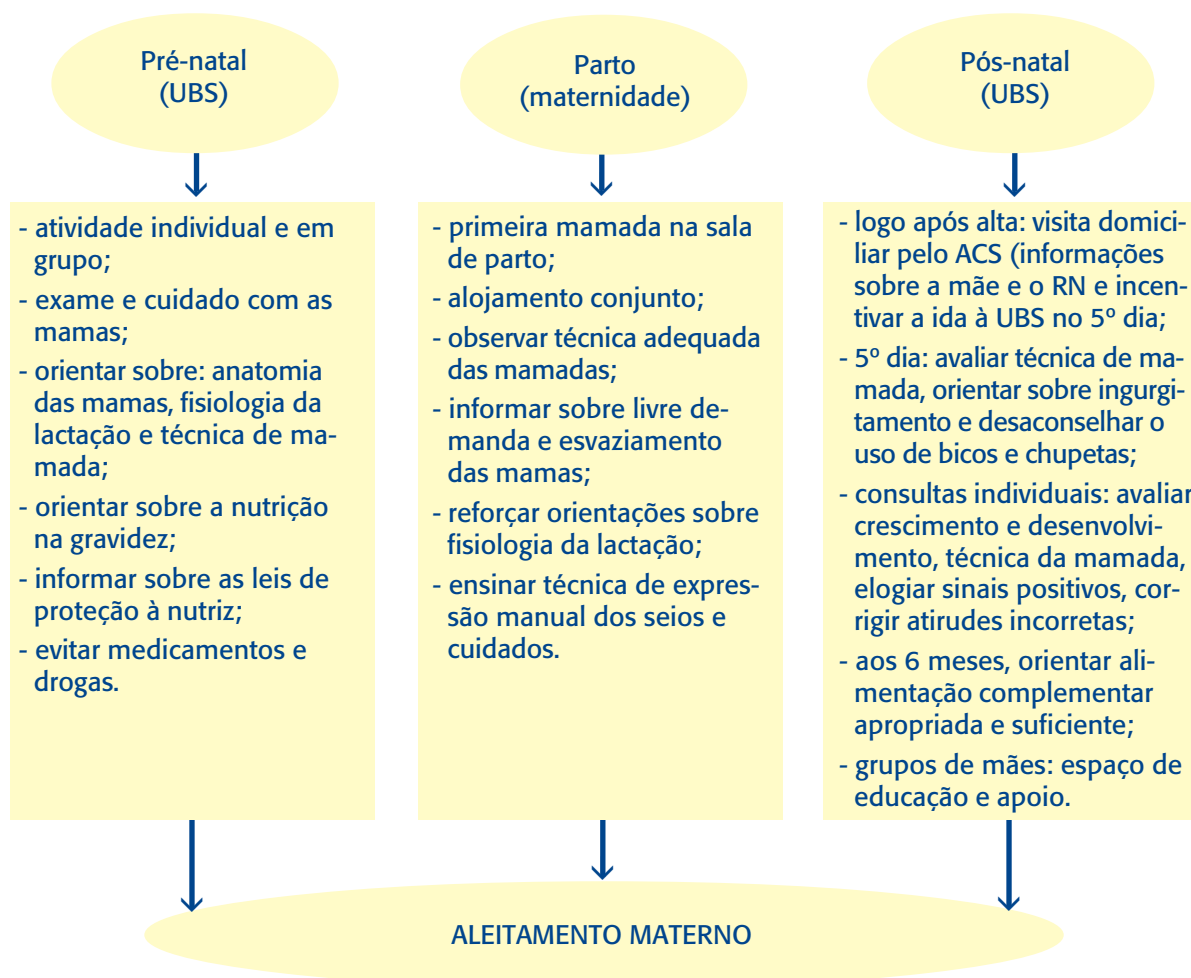 Pré-natal
(UBS)
Parto
(maternidade)
Pós-natal
(UBS)
- atividade individual e em
grupo;
- exame e cuidado com as
mamas;
- orientar sobre: anatomia
das mamas, fisiologia da
lactação e técnica de ma-
mada;
- orientar sobre a nutrição
na gravidez;
- informar sobre as leis de
proteção à nutriz;
- evitar medicamentos e
drogas.
- primeira mamada na sala
de parto;
- alojamento conjunto;
- observar técnica adequada
das mamadas;
- informar sobre livre de-
manda e esvaziamento
das mamas;
- reforçar orientações sobre
fisiologia da lactação;
- ensinar técnica de expres-
são manual dos seios e
cuidados.
- logo após alta: visita domici-
liar pelo ACS (informações
sobre a mãe e o RN e incen-
tivar a ida à UBS no 5º dia;
- 5º dia: avaliar técnica de ma-
mada, orientar sobre ingurgi-
tamento e desaconselhar o
uso de bicos e chupetas;
- consultas individuais: avaliar
crescimento e desenvolvi-
mento, técnica da mamada,
elogiar sinais positivos, cor-
rigir atirudes incorretas;
- aos 6 meses, orientar ali-
mentação complementar
apropriada e suficiente;
- grupos de mães: espaço de
educação e apoio.
ALEITAMENTO MATERNO